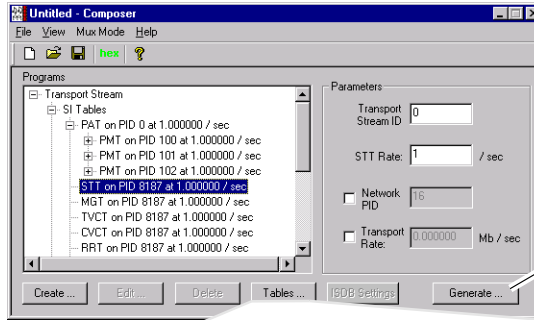 Untitled - Composer
File View Mux Mode Help
hex
Programs
Transport Stream
SI Tables
PAT on PID 0 at 1.000000 / sec
PMT on PID 100 at 1.000000 / sec
PMT on PID 101 at 1.000000 / sec
PMT on PID 102 at 1.000000 / sec
STT on PID 8187 at 1.000000 / sec
MGT on PID 8187 at 1.000000 / sec
TVCT on PID 8187 at 1.000000 / sec
CVCT on PID 8187 at 1.000000 / sec
RRT on PID 8187 at 1.000000 / sec
Parameters
Transport
Stream ID
0
STT Rate: 1 / sec
Network
PID
16
Transport
Rate:
0.000000 Mb / sec
Create ... Edit ... Delete Tables ... ISDB Settings Generate ...